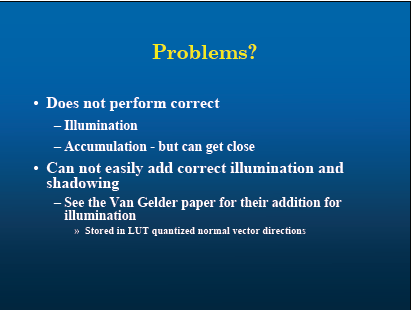 Problems?
• Does not perform correct
– Illumination
– Accumulation - but can get close
• Can not easily add correct illumination and
shadowing
– See the Van Gelder paper for their addition for
illumination
» Stored in LUT quantized normal vector directions